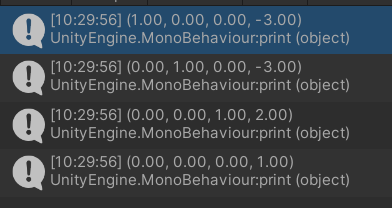 [10:29:56] (1.00, 0.00, 0.00, -3.00)
UnityEngine.MonoBehaviour:print (object)
[10:29:56] (0.00, 1.00, 0.00, -3.00)
UnityEngine.MonoBehaviour:print (object)
[10:29:56] (0.00, 0.00, 1.00, 2.00)
UnityEngine.MonoBehaviour:print (object)
[10:29:56] (0.00, 0.00, 0.00, 1.00)
UnityEngine.MonoBehaviour:print (object)